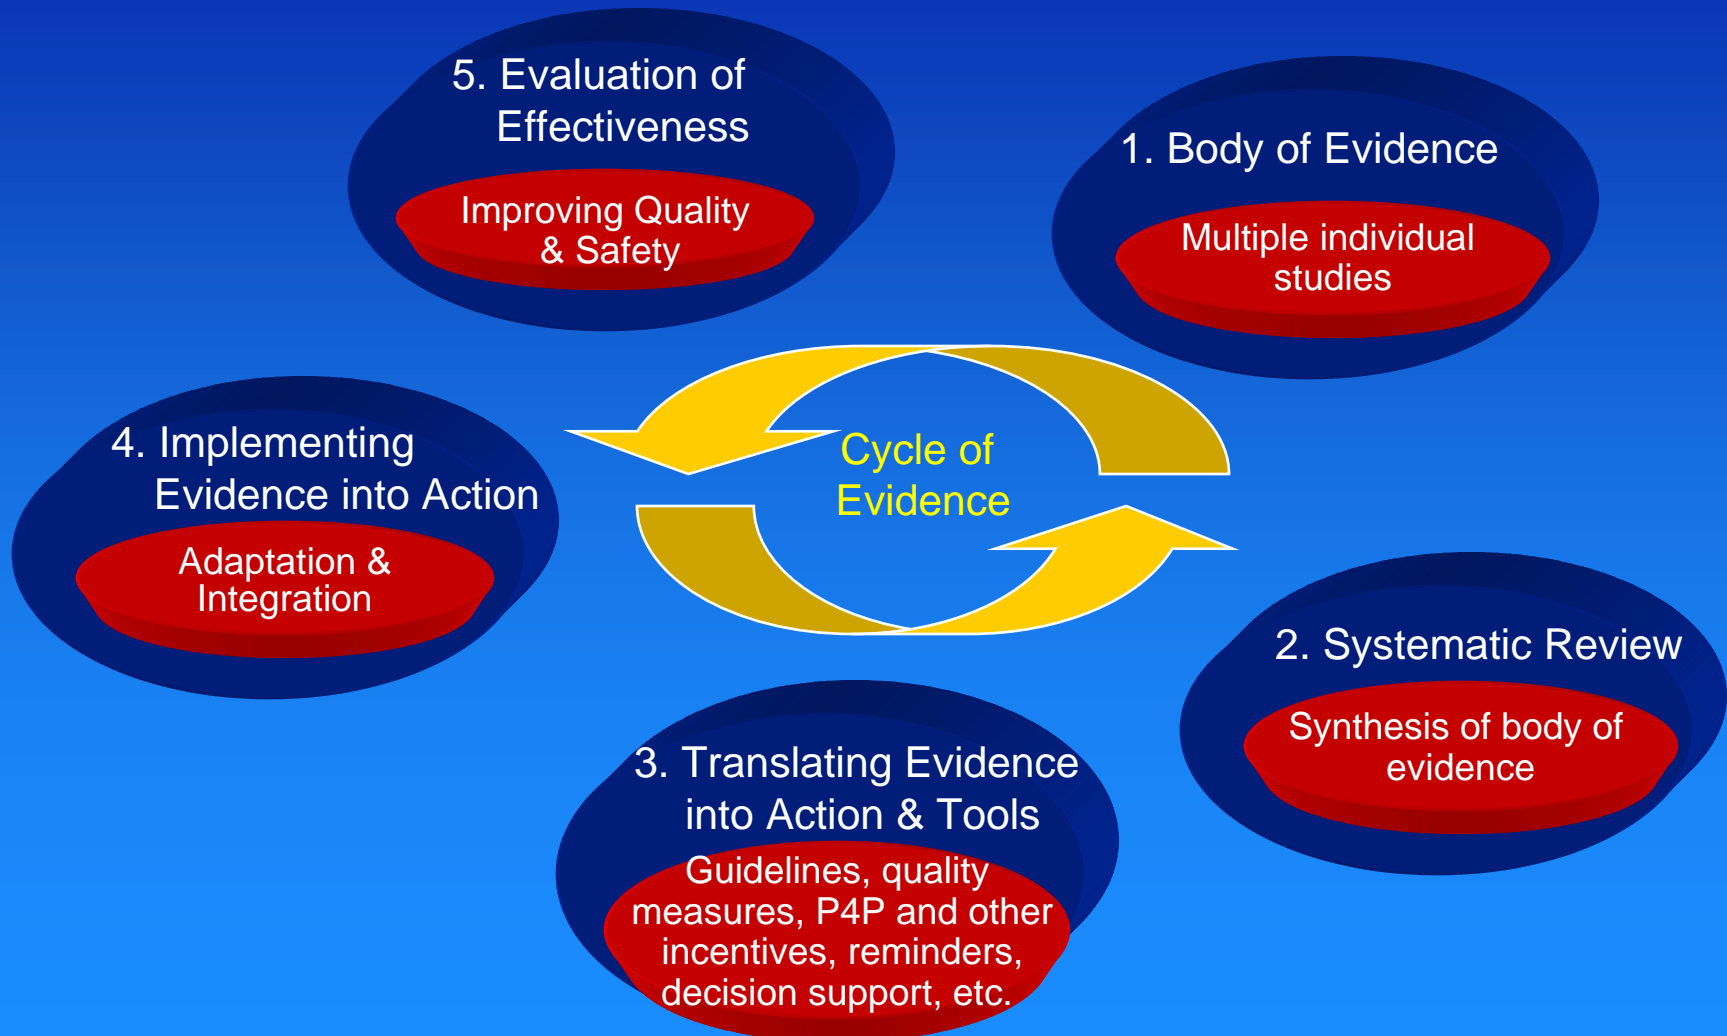 5. Evaluation of
Effectiveness
Improving Quality
& Safety
1. Body of Evidence
Multiple individual
studies
Cycle of
Evidence
4. Implementing
Evidence into Action
Adaptation &
Integration
2. Systematic Review
Synthesis of body of
evidence
3. Translating Evidence
into Action & Tools
Guidelines, quality
measures, P4P and other
incentives, reminders,
decision support, etc.